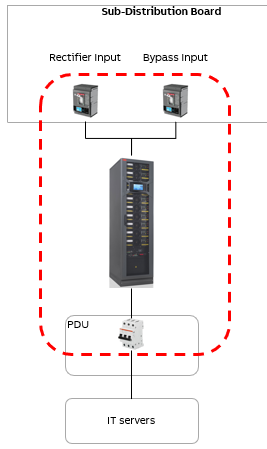 Sub-Distribution Board
Rectifier Input
Bypass Input
PDU
IT servers